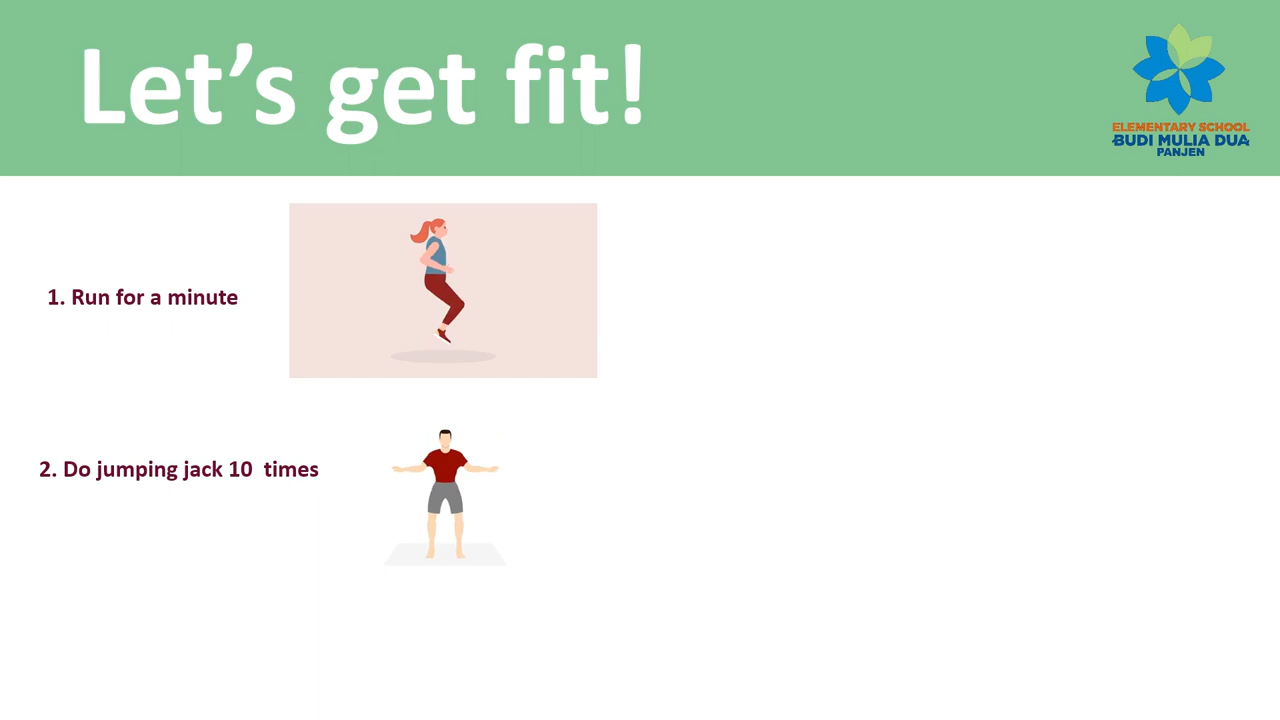 Let's get fit!
ELEMENTARY SCHOOL
BUDI MULIA DUA
PANJEN
1. Run for a minute
2. Do jumping jack 10  times